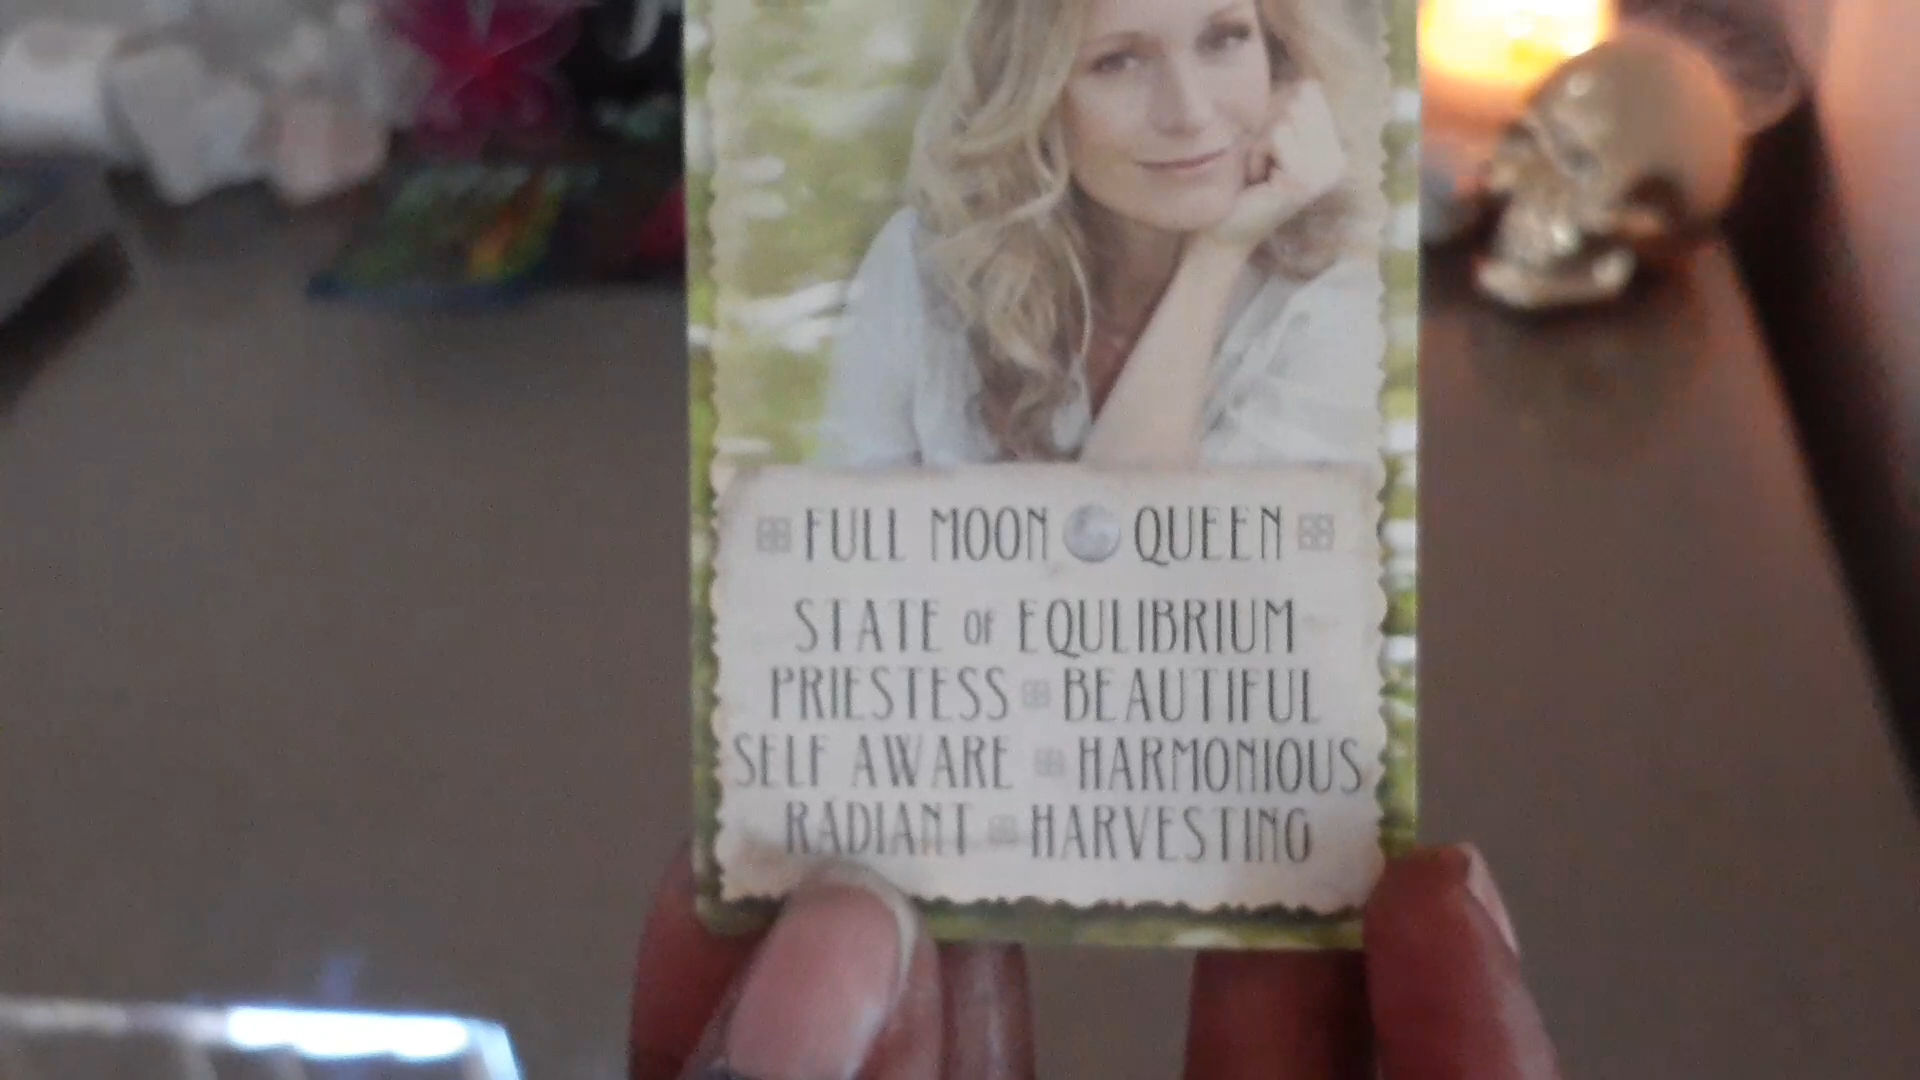 FULL MOON QUEEN
STATE OF EQULIBRIUM
PRIESTESS BEAUTIFUL
SELF AWARE HARMONIOUS
RADIANT HARVESTING